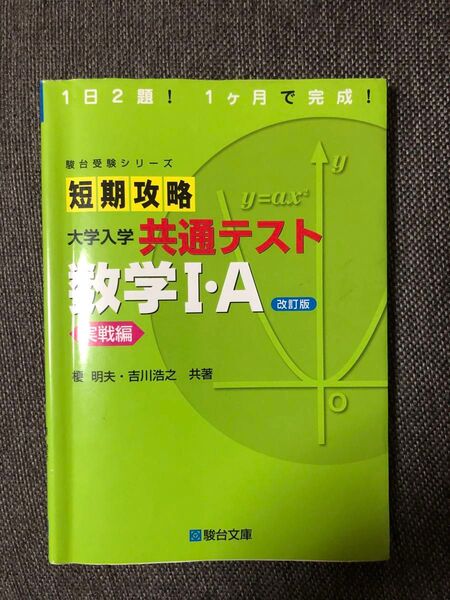 1日2題！ 1ヶ月で完成！
駿台受験シリーズ
短期攻略
y
y=ax²
大学入学 共通テスト
数学I・A 改訂版
実戦編
O
榎 明夫・吉川浩之 共著
駿台文庫